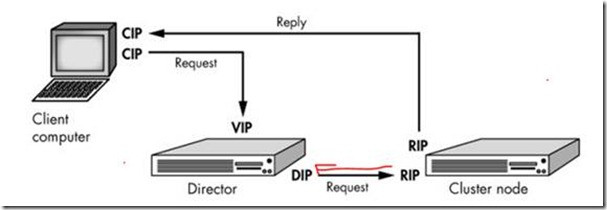 CIP
Reply
CIP
Request
Client
computer
VIP
RIP
DIP
Request
RIP
Director
Cluster node